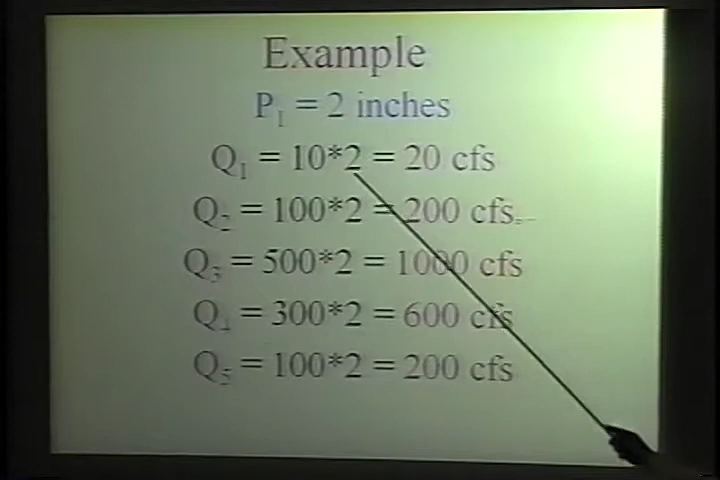 Example
P₁ = 2 inches
Q₁ = 10*2 = 20 cfs
Q₂ = 100*2 = 200 cfs
Q₃ = 500*2 = 1000 cfs
Q₄ = 300*2 = 600 cfs
Q₅ = 100*2 = 200 cfs